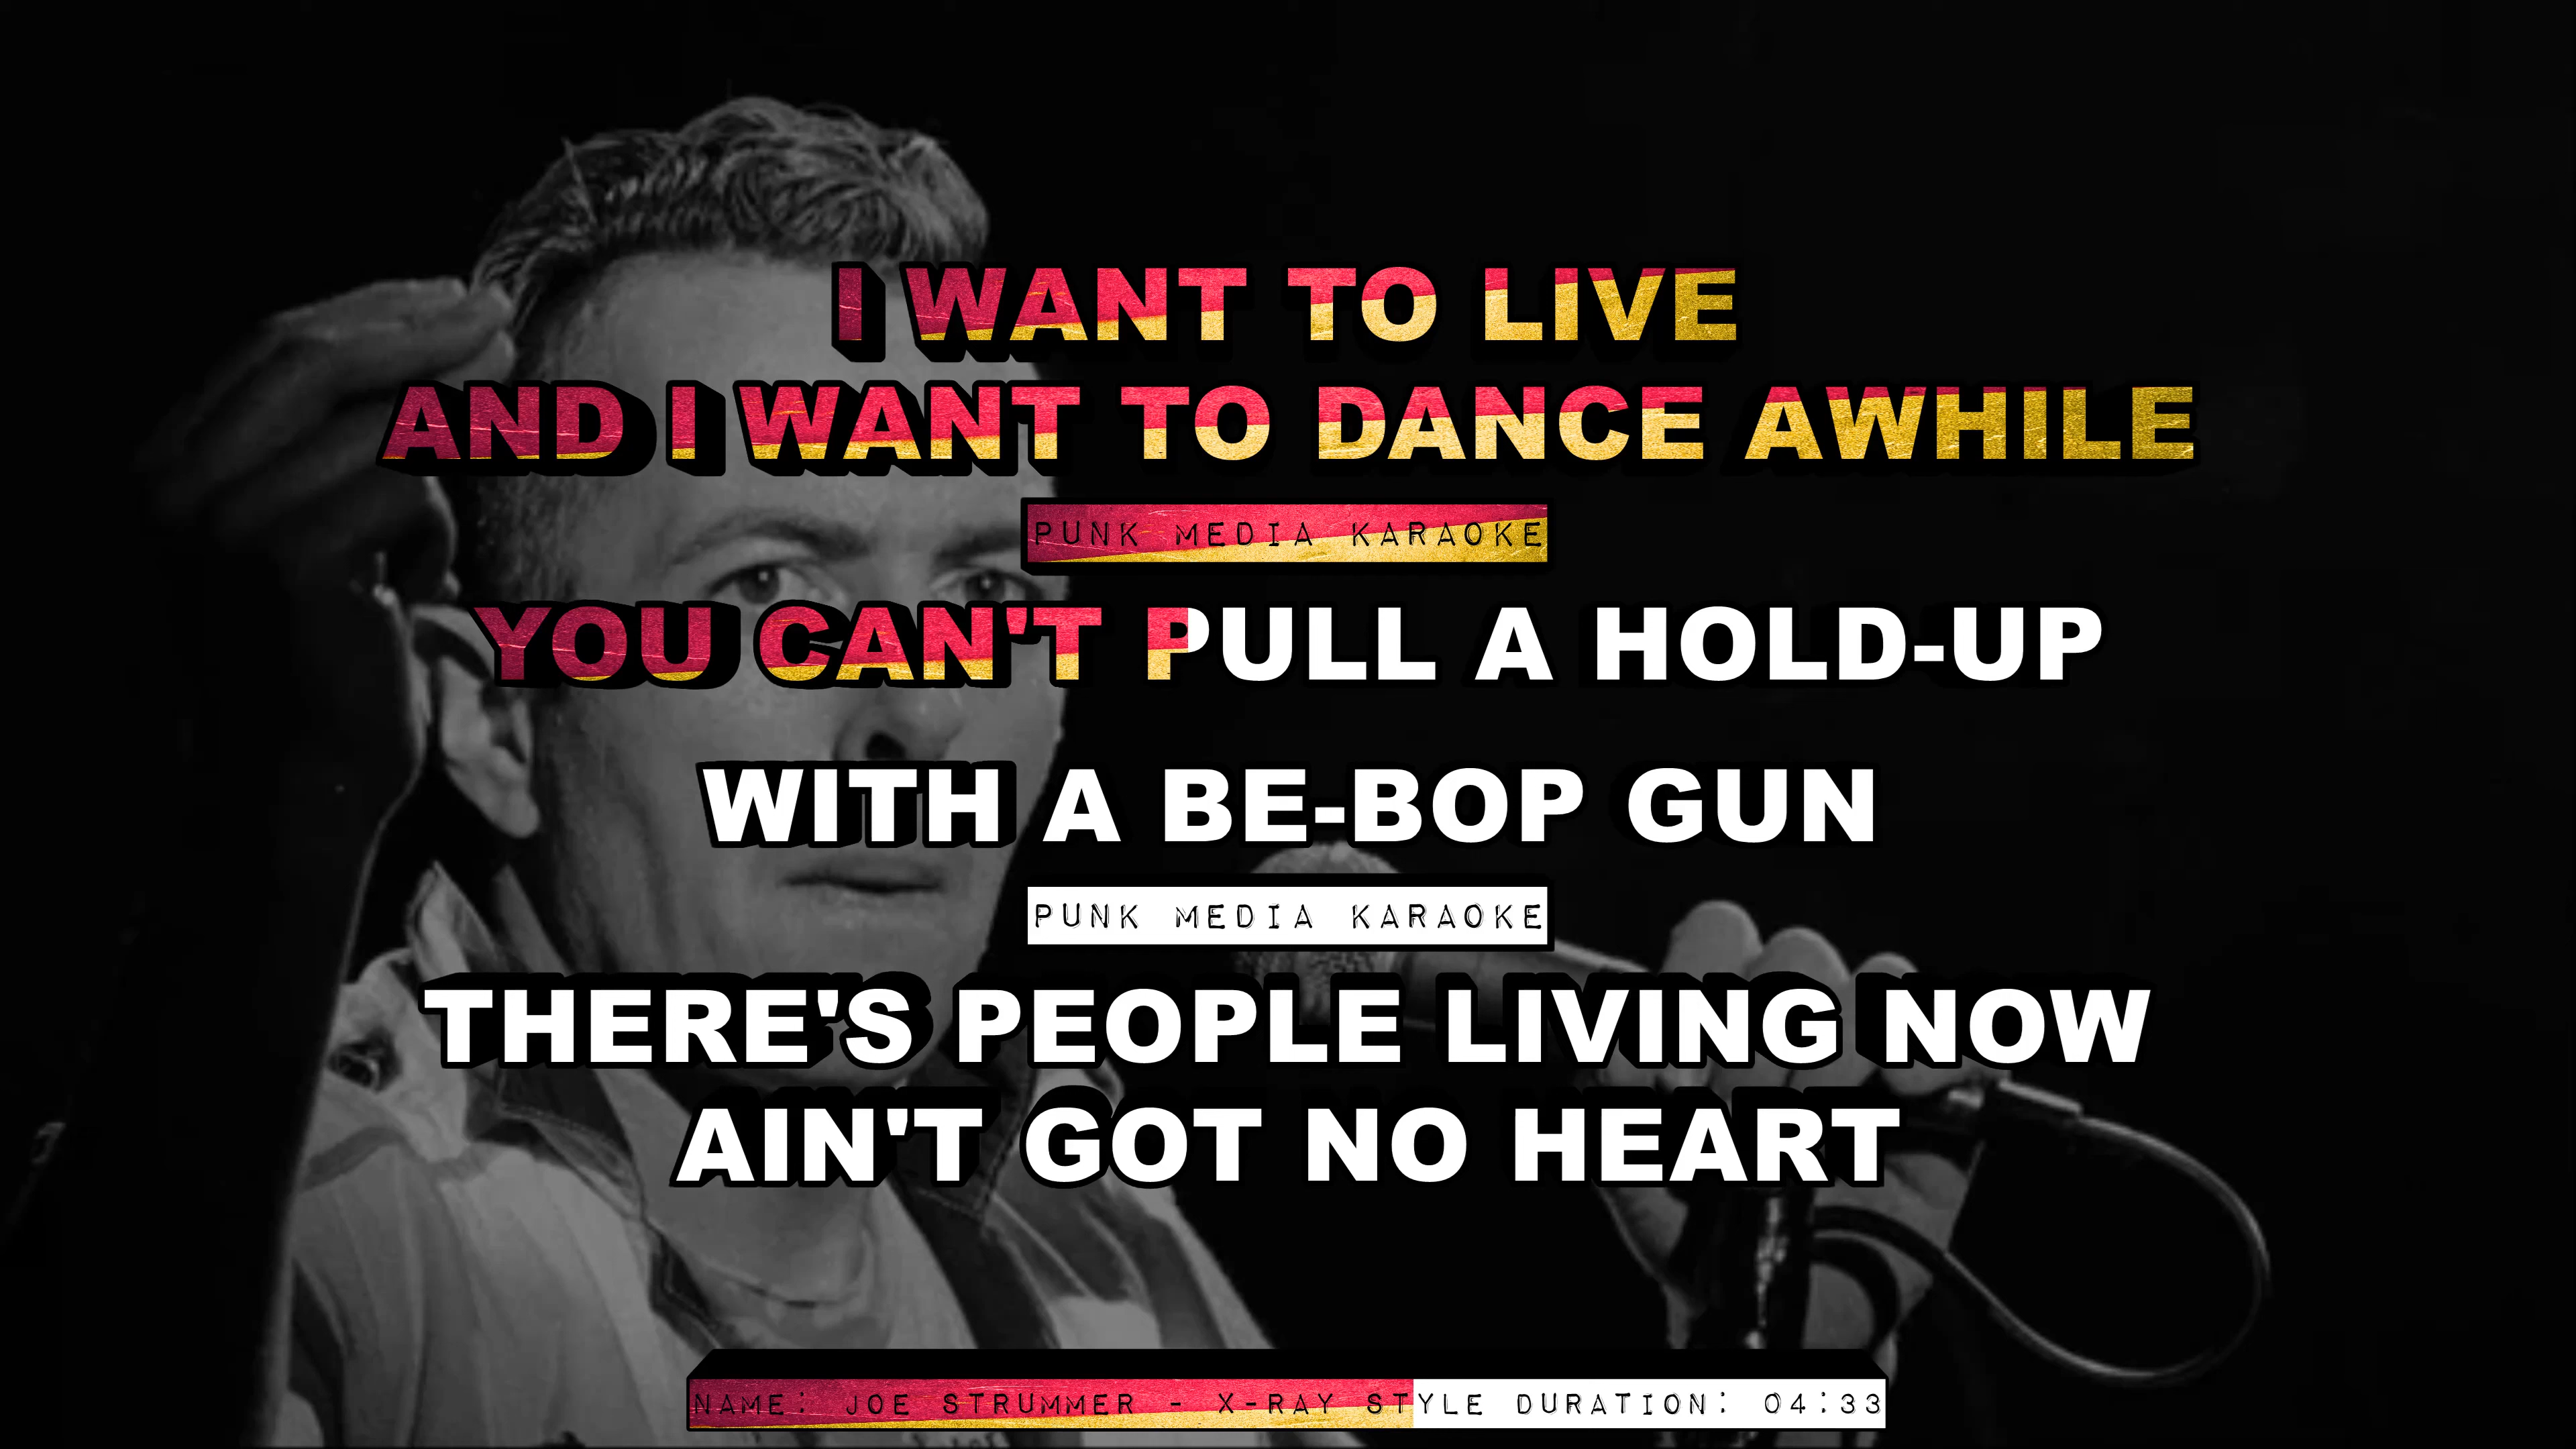 I WANT TO LIVE
AND I WANT TO DANCE AWHILE
PUNK MEDIA KARAOKE
YOU CAN'T PULL A HOLD-UP
WITH A BE-BOP GUN
PUNK MEDIA KARAOKE
THERE'S PEOPLE LIVING NOW
AIN'T GOT NO HEART
NAME: JOE STRUMMER - X-RAY STYLE DURATION: 04:33